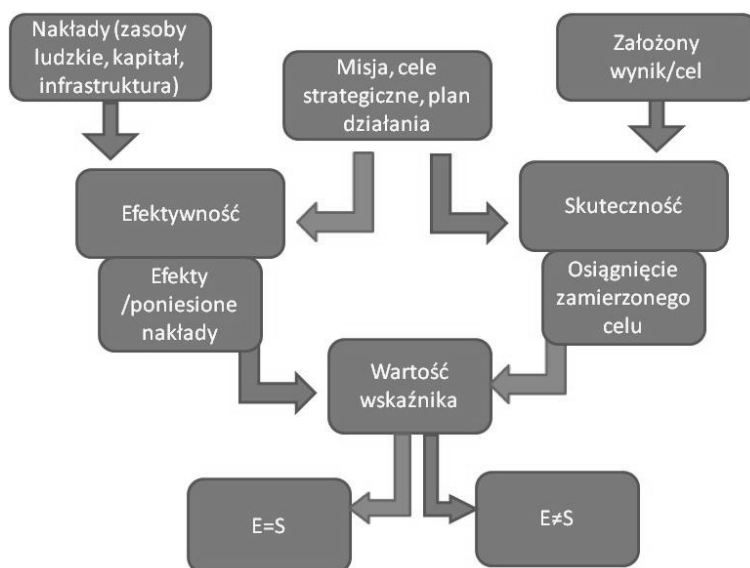 Nakłady (zasoby
ludzkie, kapitał,
infrastruktura)
Misja, cele
strategiczne, plan
działania
Założony
wynik/cel
Efektywność
Skuteczność
Efekty
/poniesione
nakłady
Osiągnięcie
zamierzonego
celu
Wartość
wskaźnika
E=S
E≠S